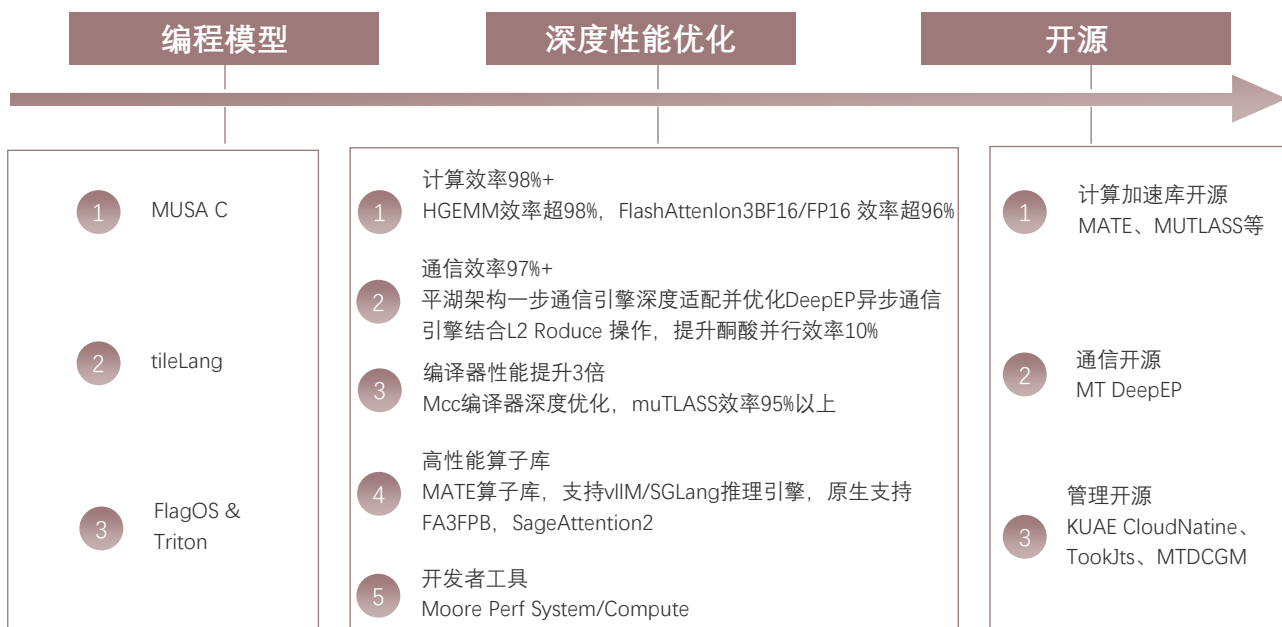 编程模型
深度性能优化
开源
1
MUSA C
2
tileLang
3
FlagOS &
Triton
1
计算效率98%+
HGEMM效率超98%，FlashAttenlon3BF16/FP16 效率超96%
2
通信效率97%+
平湖架构一步通信引擎深度适配并优化DeepEP异步通信
引擎结合L2 Roduce 操作，提升酮酸并行效率10%
3
编译器性能提升3倍
Mcc编译器深度优化，muTLASS效率95%以上
4
高性能算子库
MATE算子库，支持vllM/SGLang推理引擎，原生支持
FA3FPB，SageAttention2
5
开发者工具
Moore Perf System/Compute
1
计算加速库开源
MATE、MUTLASS等
2
通信开源
MT DeepEP
3
管理开源
KUAE CloudNatine、
TookJts、MTDCGM